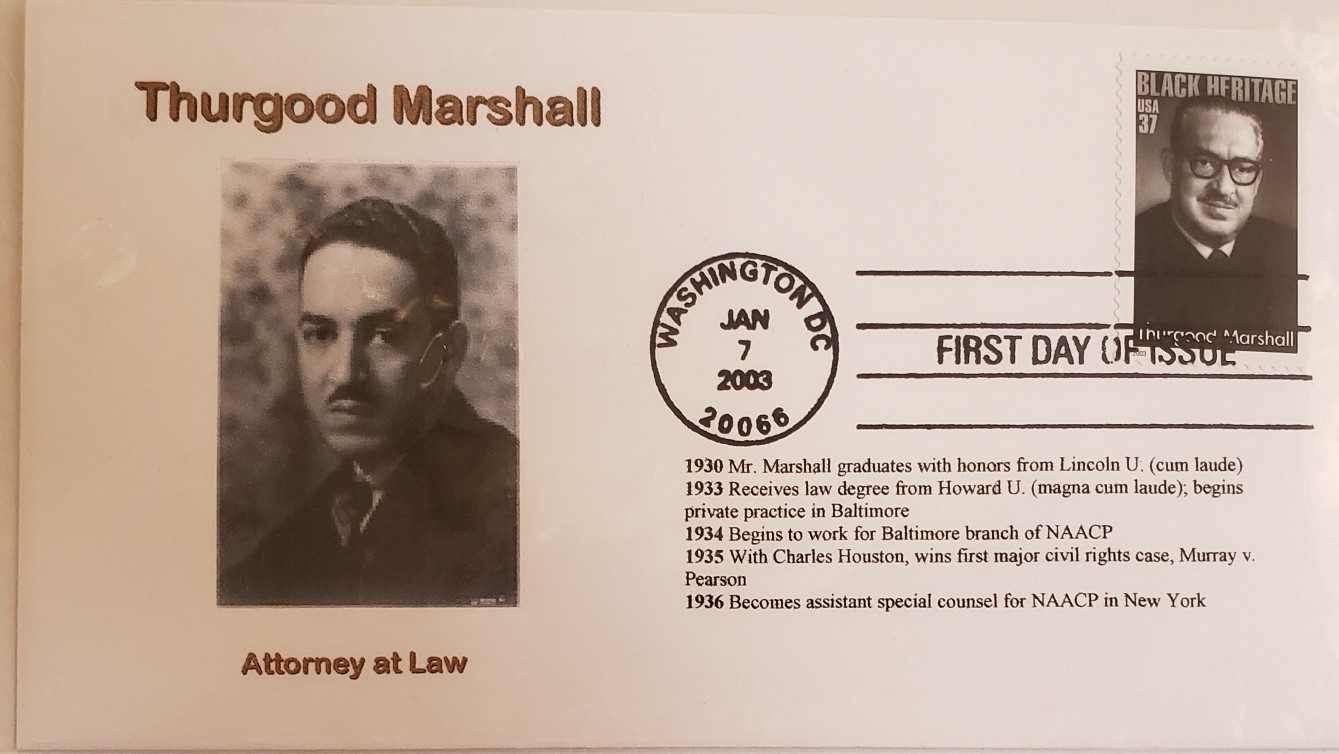 Thurgood Marshall
BLACK HERITAGE
USA
37
Thurgood Marshall
2003
WASHINGTON DC
JAN
7
2003
20066
FIRST DAY OF ISSUE
1930 Mr. Marshall graduates with honors from Lincoln U. (cum laude)
1933 Receives law degree from Howard U. (magna cum laude); begins
private practice in Baltimore
1934 Begins to work for Baltimore branch of NAACP
1935 With Charles Houston, wins first major civil rights case, Murray v.
Pearson
1936 Becomes assistant special counsel for NAACP in New York
Attorney at Law